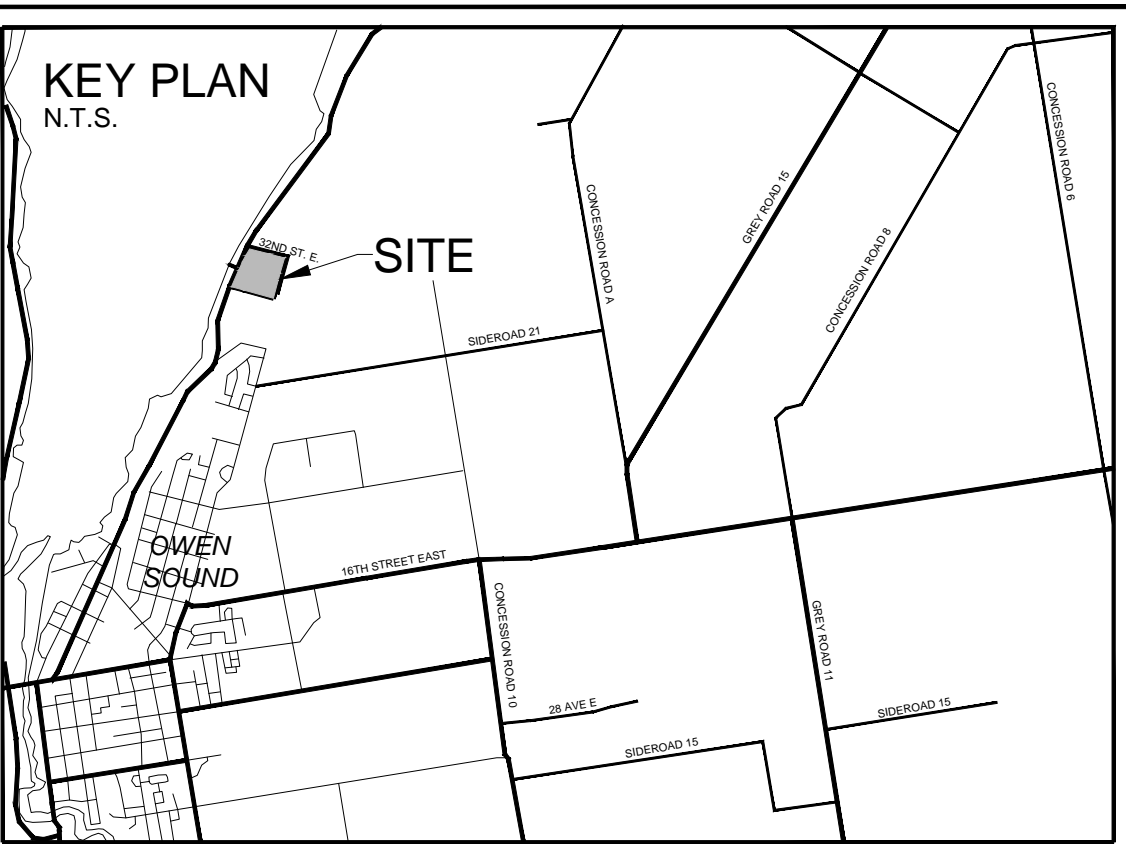 KEY PLAN
N.T.S.
CONCESSION ROAD 6
GREY ROAD 15
CONCESSION ROAD A
CONCESSION ROAD 8
32ND ST. E.
SITE
SIDEROAD 21
OWEN
SOUND
16TH STREET EAST
CONCESSION ROAD 10
GREY ROAD 11
28 AVE E
SIDEROAD 15
SIDEROAD 15